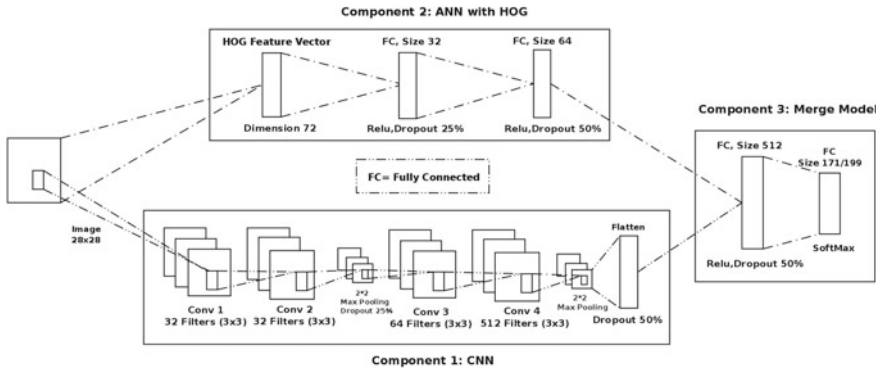 Component 2: ANN with HOG
HOG Feature Vector
FC, Size 32
FC, Size 64
Dimension 72
Relu,Dropout 25%
Relu,Dropout 50%
Component 3: Merge Model
FC, Size 512
FC
Size 171/199
SoftMax
Relu,Dropout 50%
FC= Fully Connected
Image
28x28
Flatten
Conv 1
32 Filters (3x3)
Conv 2
32 Filters (3x3)
2*2
Max Pooling
Dropout 25%
Conv 3
64 Filters (3x3)
Conv 4
512 Filters (3x3)
2*2
Max Pooling
Dropout 50%
Component 1: CNN